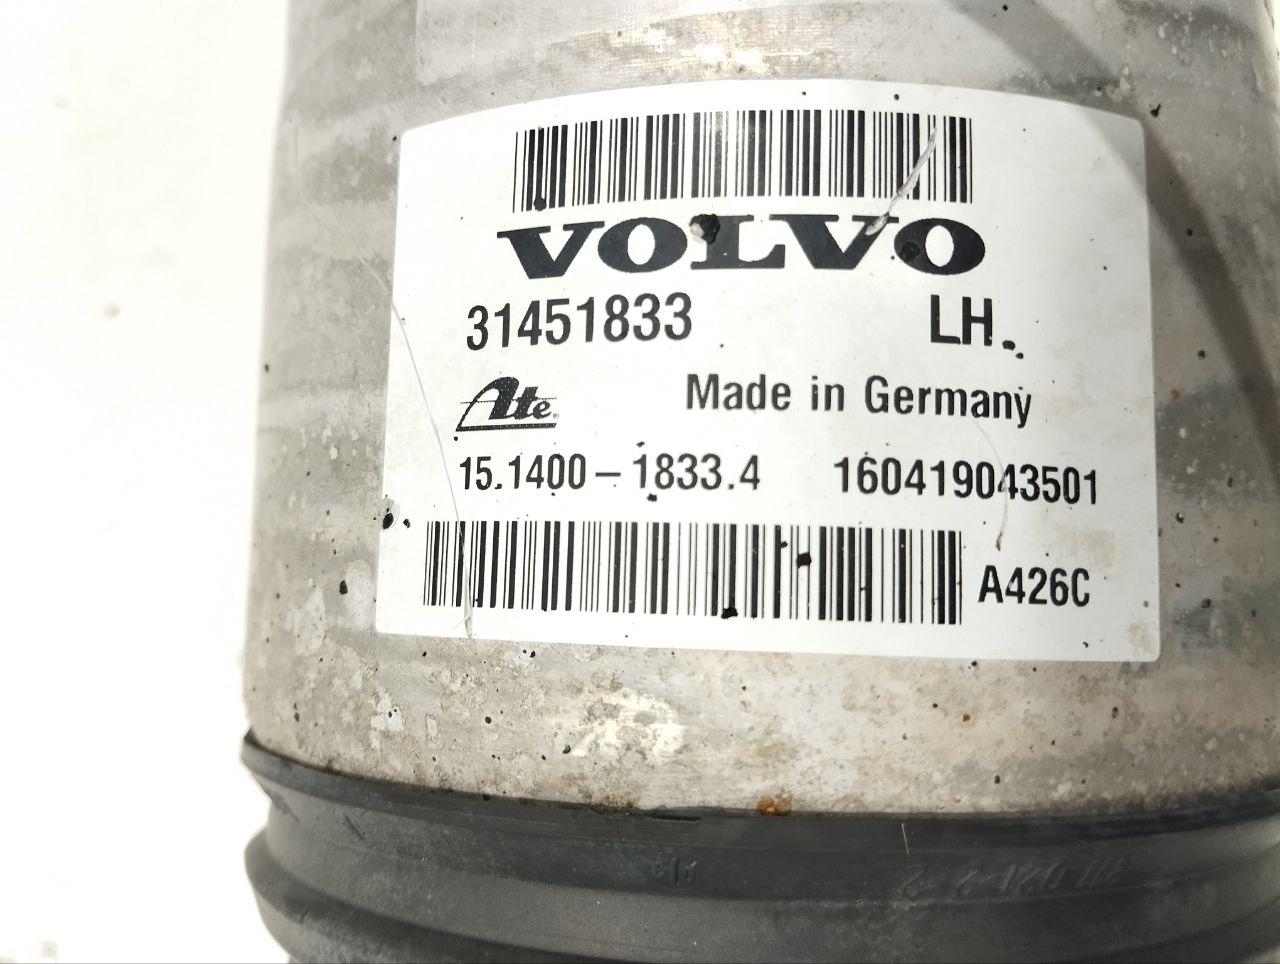 VOLVO
31451833 LH
Ate
Made in Germany
15.1400-1833.4 160419043501
A426C